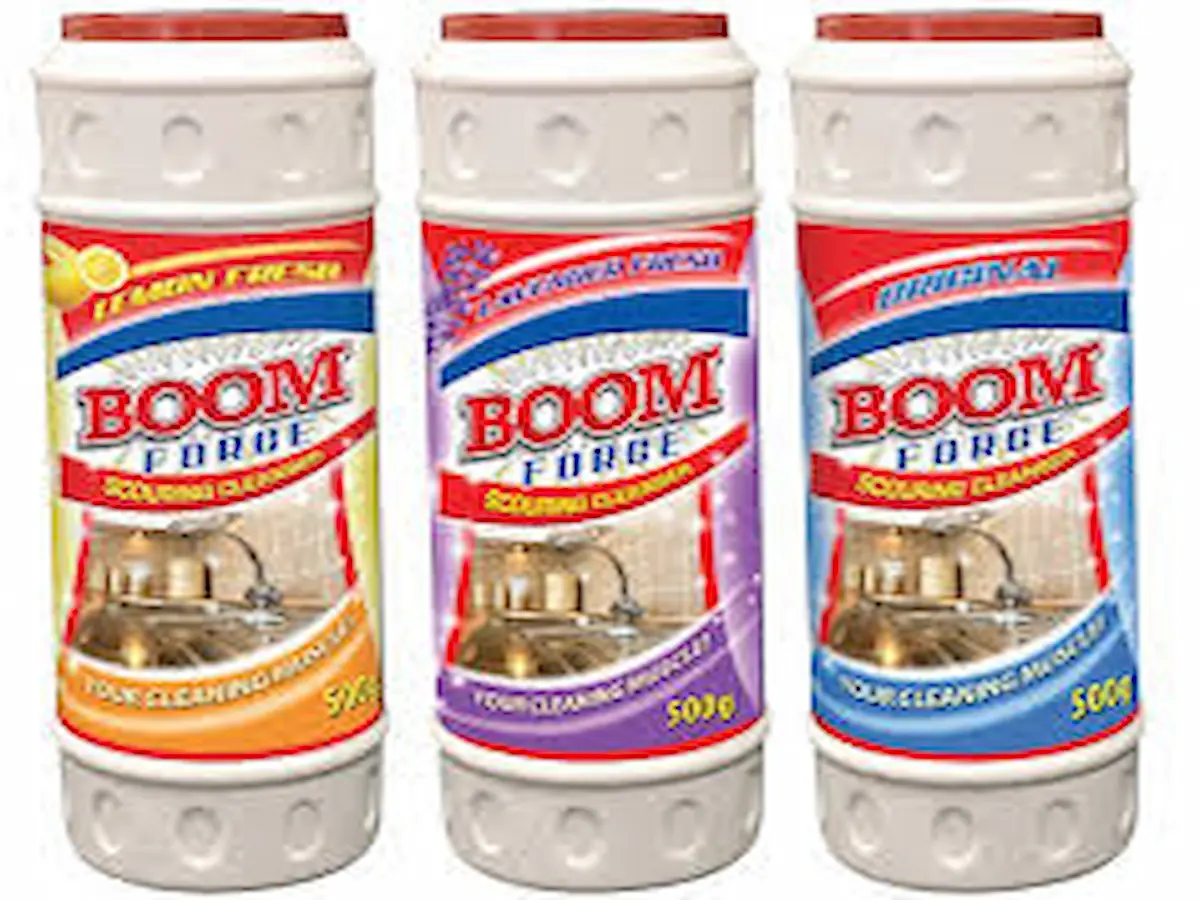 LEMON FRESH
BOOM
FORCE
SCOURING CLEANSER
YOUR CLEANING MUSCLE!
500g
LAVENDER FRESH
BOOM
FORCE
SCOURING CLEANSER
YOUR CLEANING MUSCLE!
500g
ORIGINAL
BOOM
FORCE
SCOURING CLEANSER
YOUR CLEANING MUSCLE!
500g